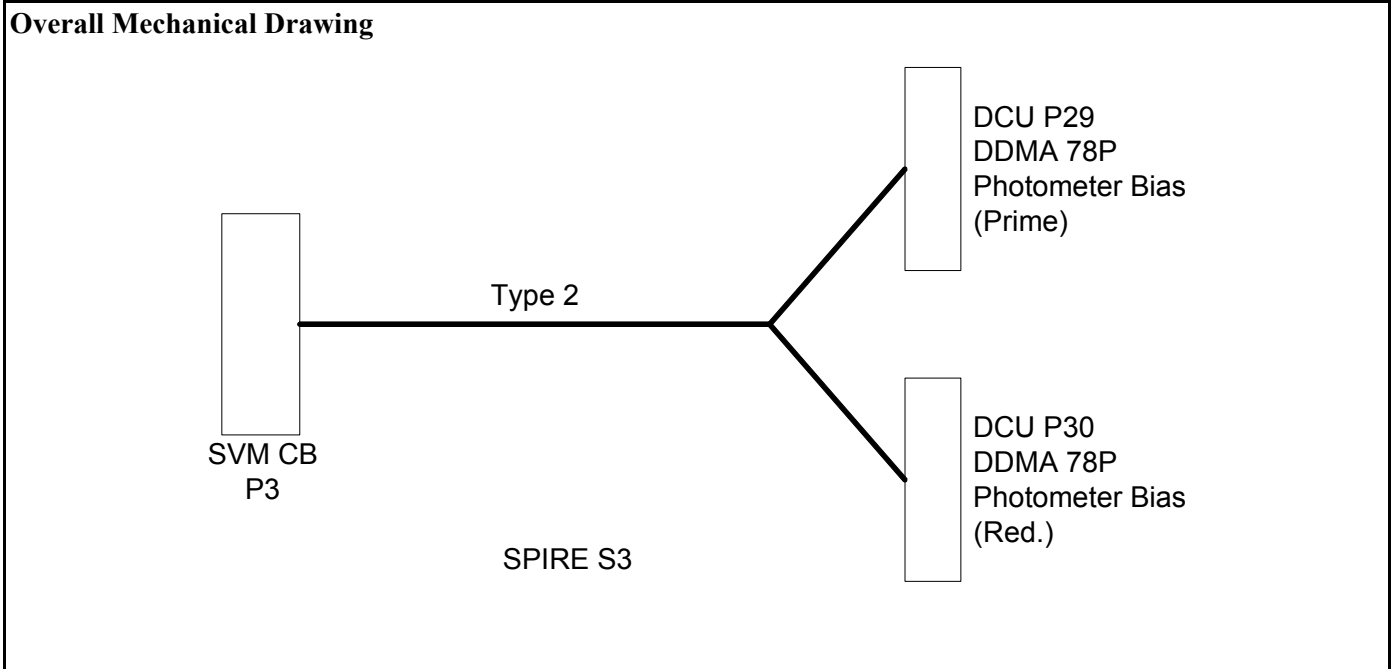 Overall Mechanical Drawing
DCU P29
DDMA 78P
Photometer Bias
(Prime)
Type 2
SVM CB
P3
DCU P30
DDMA 78P
Photometer Bias
(Red.)
SPIRE S3